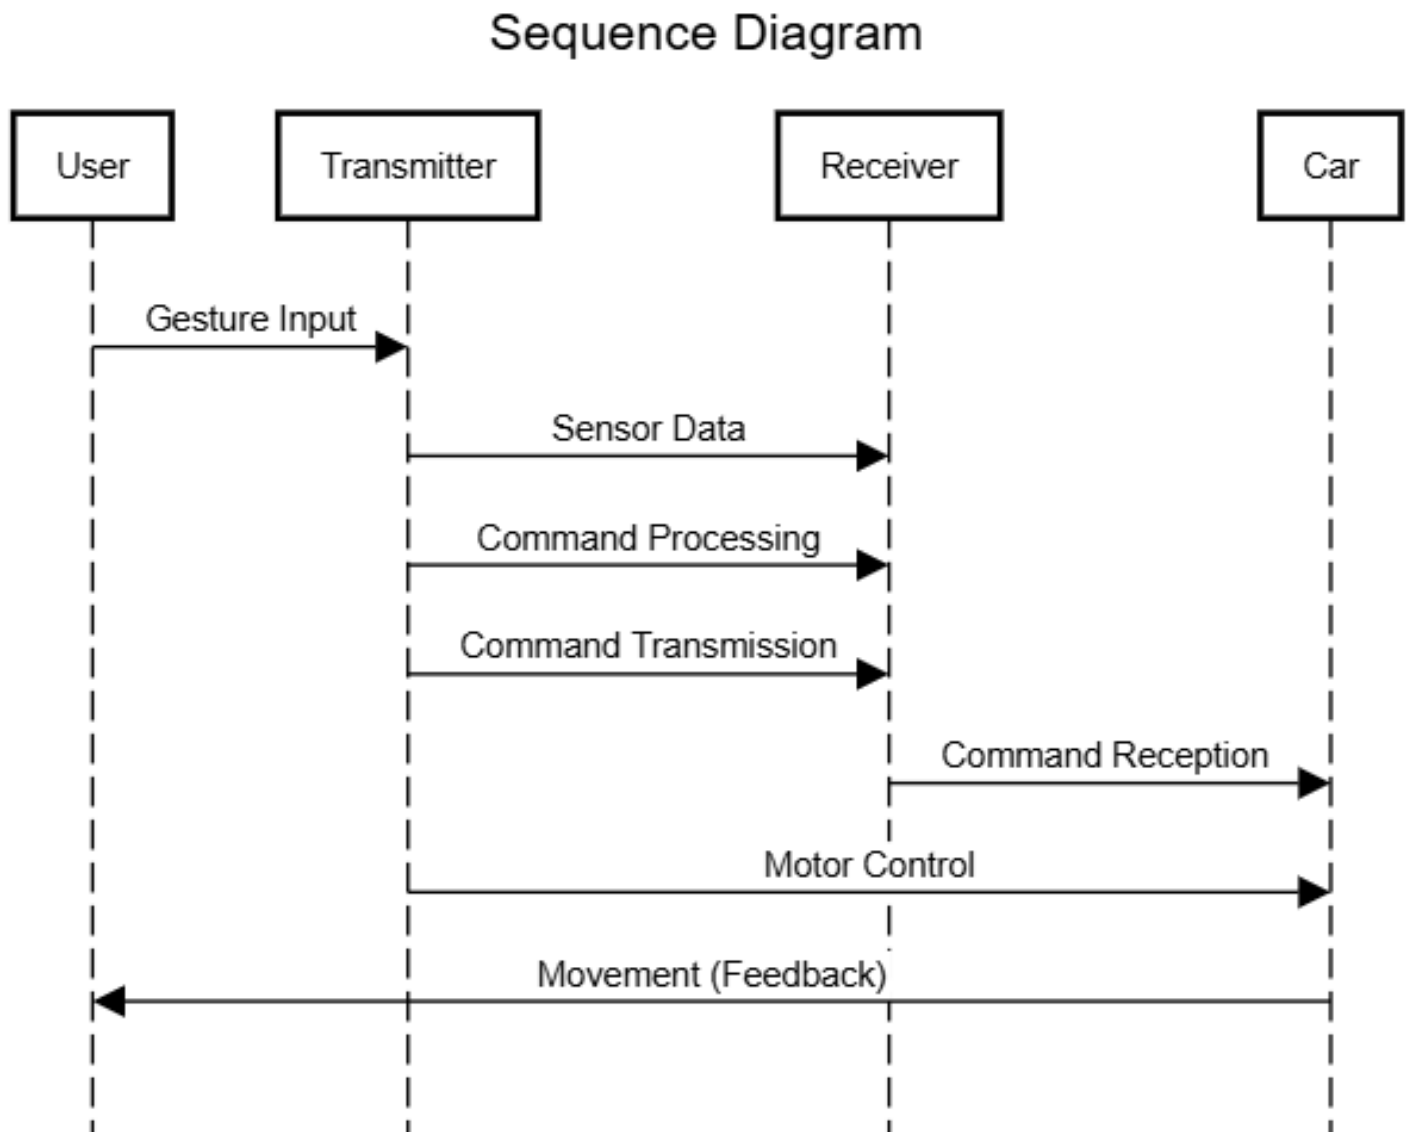 Sequence Diagram
User
Transmitter
Receiver
Car
Gesture Input
Sensor Data
Command Processing
Command Transmission
Command Reception
Motor Control
Movement (Feedback)